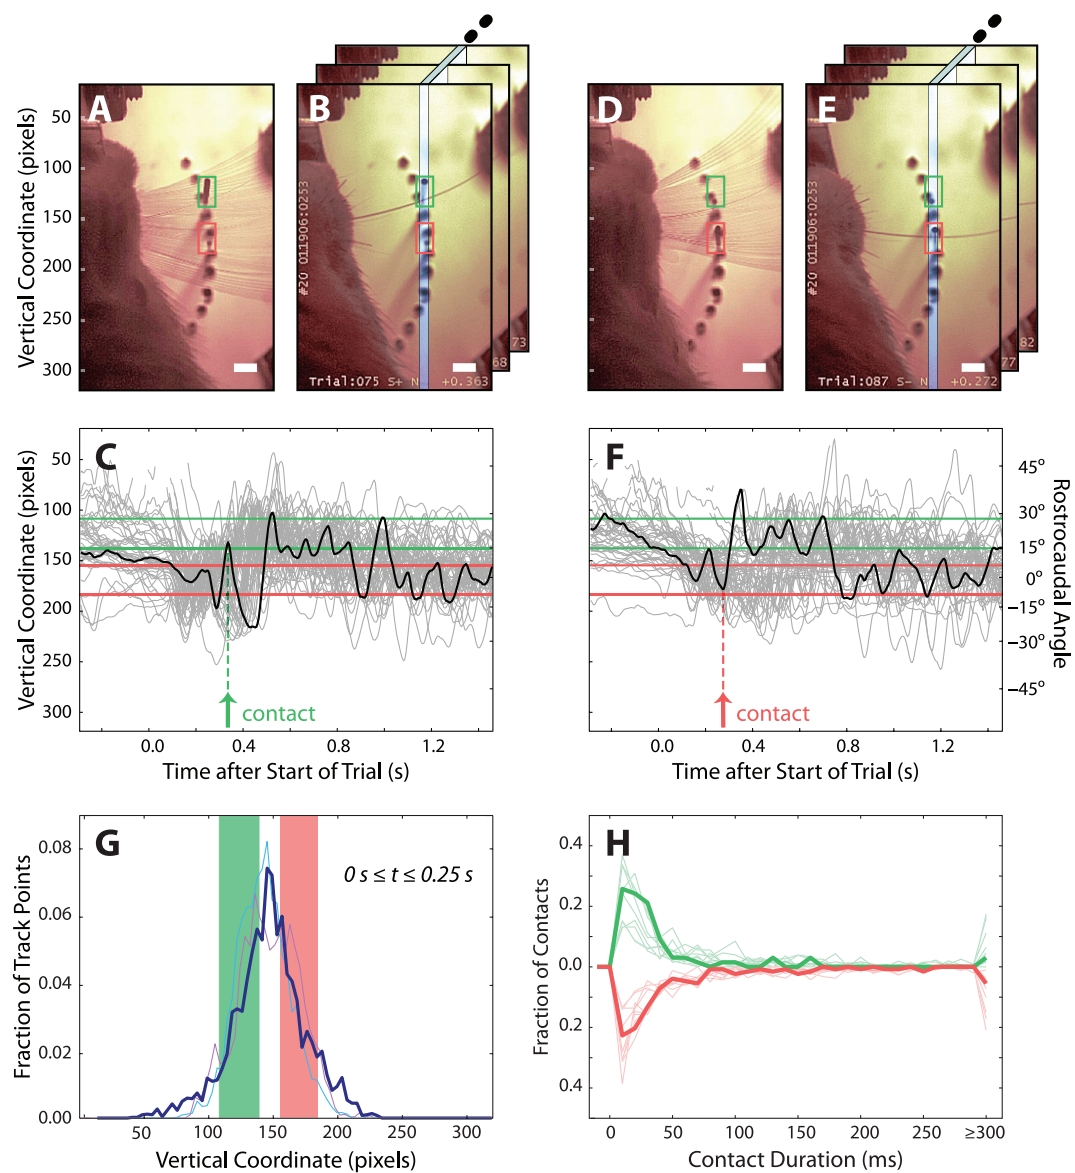 A
B
D
E
Vertical Coordinate (pixels)
50
100
150
200
250
300
#20 011906:0253
Trial:075 S+ N +0.363
68
73
#20 011906:0253
Trial:087 S- N +0.272
77
82
C
F
Vertical Coordinate (pixels)
50
100
150
200
250
300
contact
contact
45°
30°
15°
0°
−15°
−30°
−45°
Rostrocaudal Angle
0.0 0.4 0.8 1.2
Time after Start of Trial (s)
0.0 0.4 0.8 1.2
Time after Start of Trial (s)
G
H
0 s ≤ t ≤ 0.25 s
Fraction of Track Points
0.08
0.06
0.04
0.02
0.00
50 100 150 200 250 300
Vertical Coordinate (pixels)
Fraction of Contacts
0.4
0.2
0.0
0.2
0.4
0 50 100 150 200 250 ≥300
Contact Duration (ms)